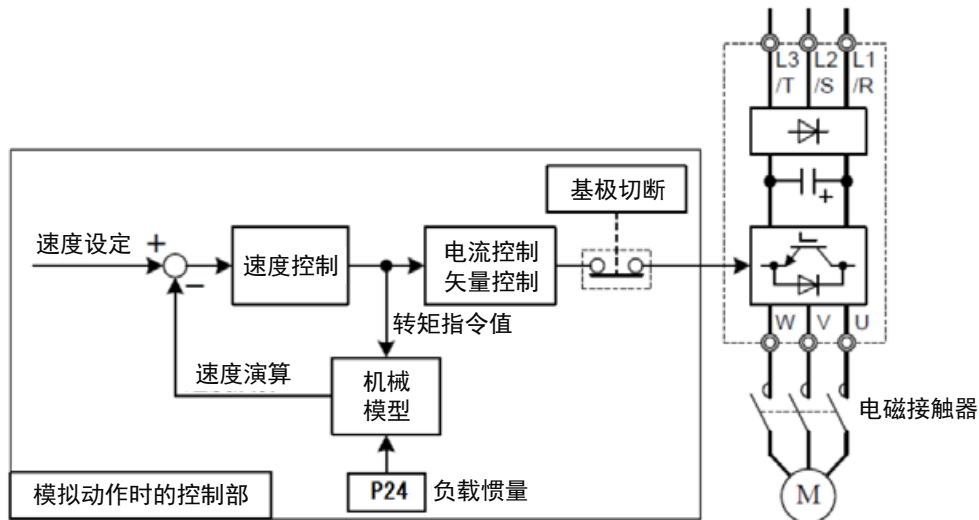 L3 L2 L1
/T /S /R
基极切断
速度设定
+
−
速度控制
电流控制
矢量控制
+
转矩指令值
W V U
速度演算
机械
模型
电磁接触器
P24 负载惯量
模拟动作时的控制部
M